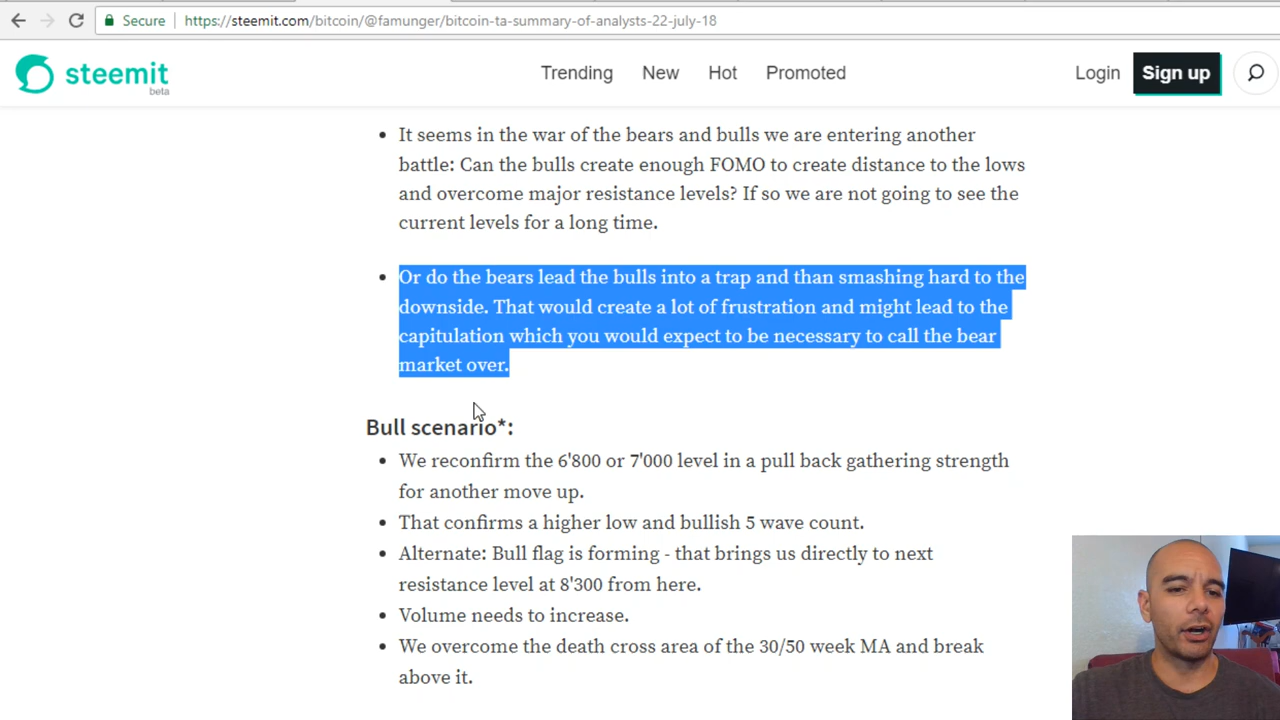 Secure
https://steemit.com/bitcoin/@famunger/bitcoin-ta-summary-of-analysts-22-july-18
steemit
beta
Trending New Hot Promoted Login Sign up
• It seems in the war of the bears and bulls we are entering another
battle: Can the bulls create enough FOMO to create distance to the lows
and overcome major resistance levels? If so we are not going to see the
current levels for a long time.
• Or do the bears lead the bulls into a trap and than smashing hard to the
downside. That would create a lot of frustration and might lead to the
capitulation which you would expect to be necessary to call the bear
market over.
Bull scenario*:
• We reconfirm the 6'800 or 7'000 level in a pull back gathering strength
for another move up.
• That confirms a higher low and bullish 5 wave count.
• Alternate: Bull flag is forming - that brings us directly to next
resistance level at 8'300 from here.
• Volume needs to increase.
• We overcome the death cross area of the 30/50 week MA and break
above it.